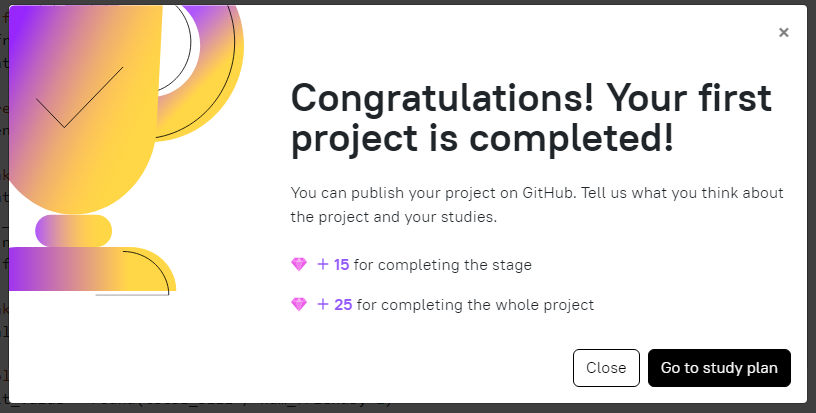 ×
Congratulations! Your first
project is completed!
You can publish your project on GitHub. Tell us what you think about
the project and your studies.
+ 15 for completing the stage
+ 25 for completing the whole project
Close
Go to study plan